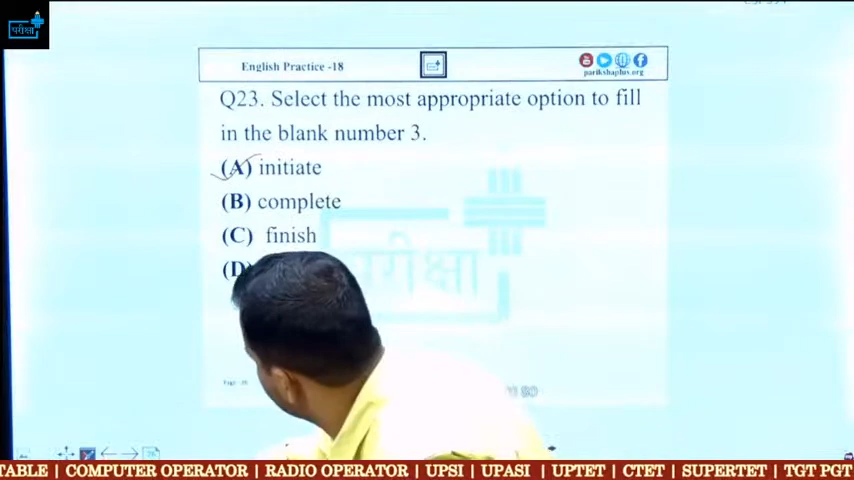 परीक्षा
English Practice -18
parikshaplus.org
Q23. Select the most appropriate option to fill
in the blank number 3.
(A) initiate
(B) complete
(C) finish
(D)
परीक्षा
TABLE | COMPUTER OPERATOR | RADIO OPERATOR | UPSI | UPASI | UPTET | CTET | SUPERTET | TGT PGT